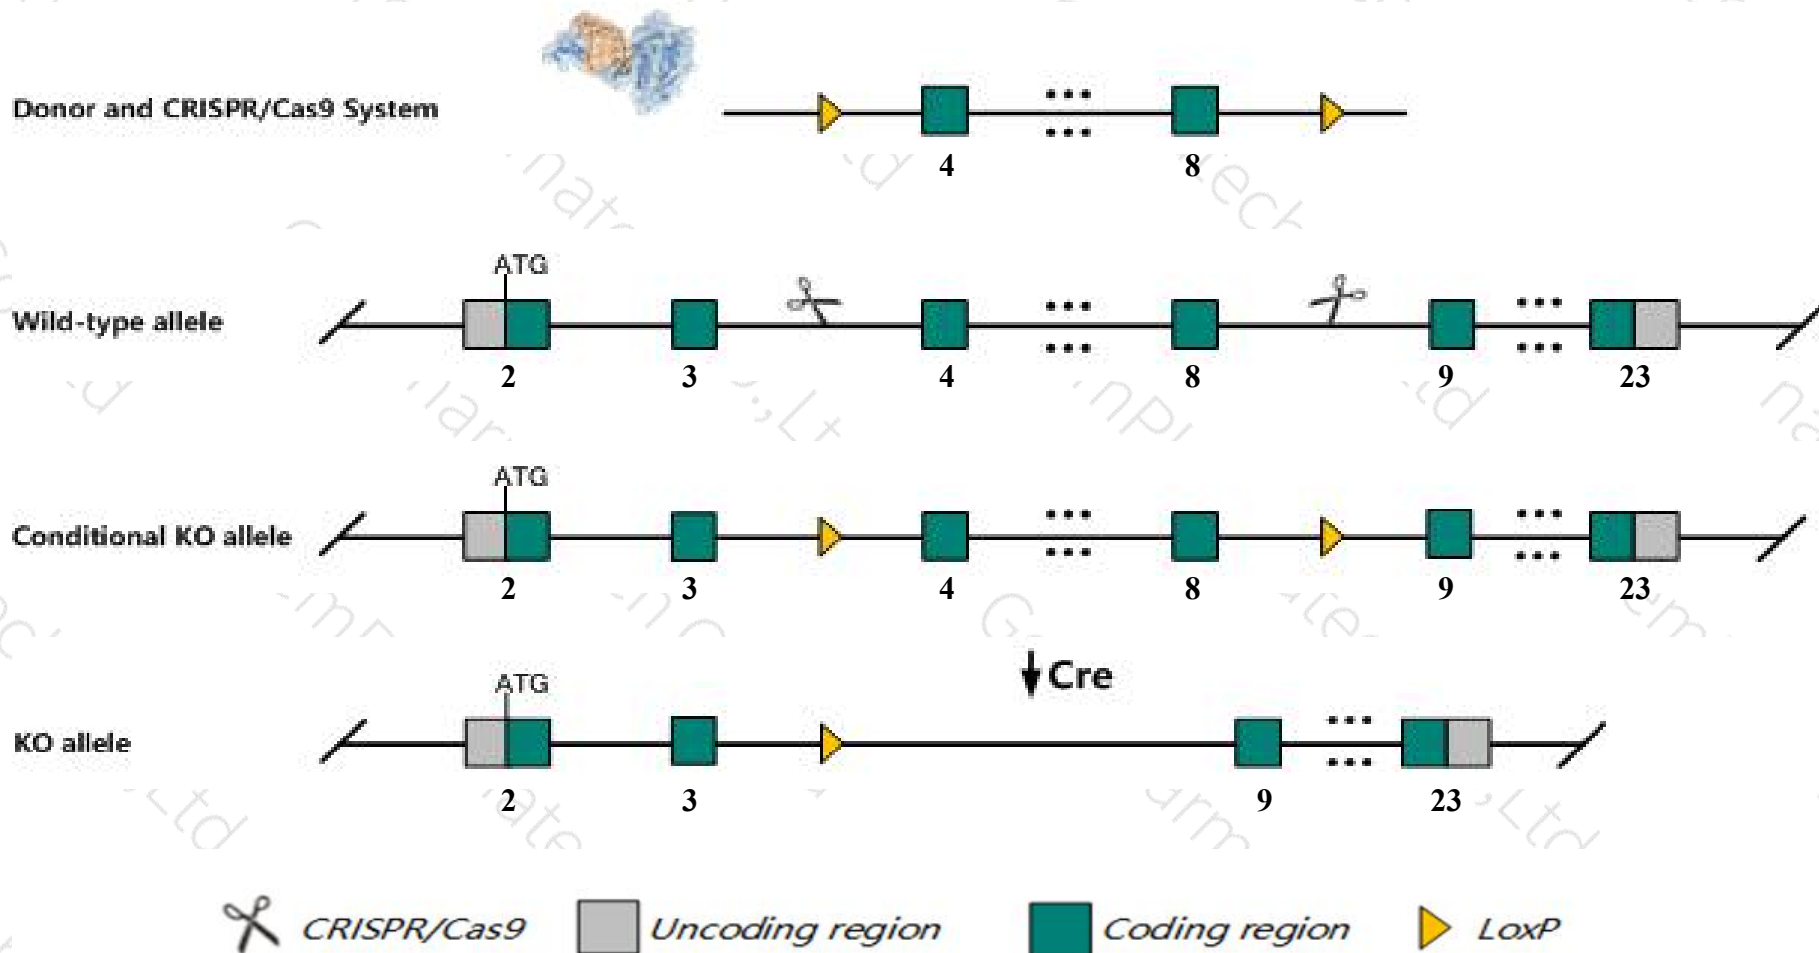 Donor and CRISPR/Cas9 System
4 8
ATG
Wild-type allele
2 3 4 8 9 23
ATG
Conditional KO allele
2 3 4 8 9 23
Cre
ATG
KO allele
2 3 9 23
CRISPR/Cas9 Uncoding region Coding region LoxP